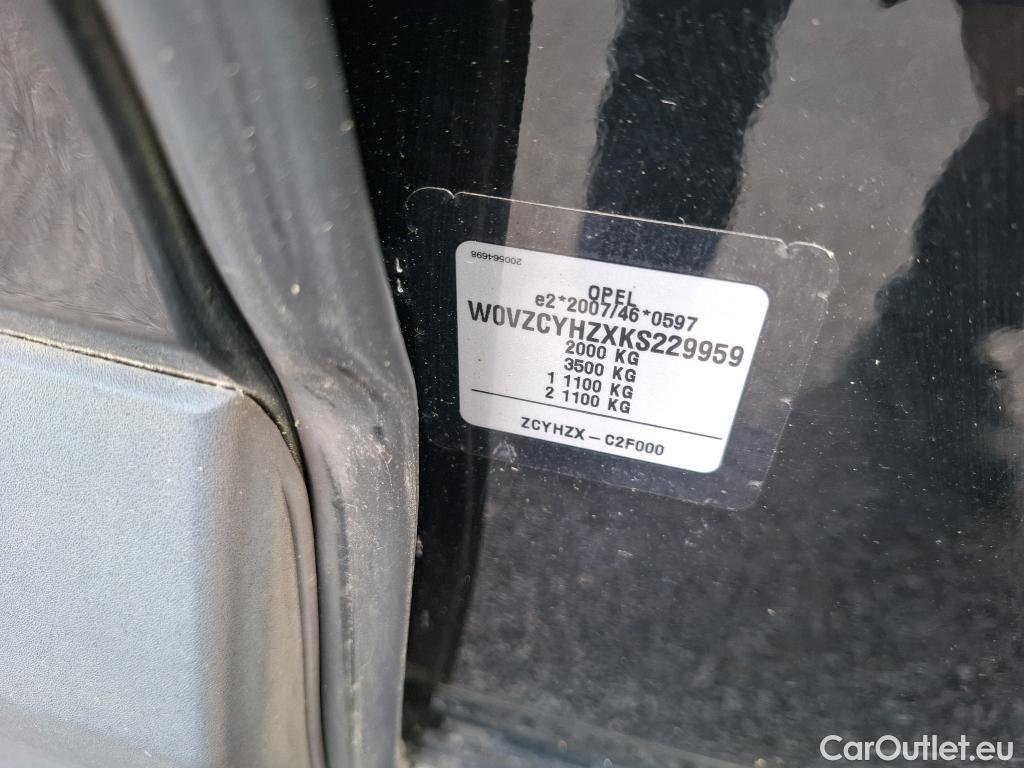 200564698
OPEL
e2*2007/46*0597
W0VZCYHZXKS229959
2000 KG
3500 KG
1 1100 KG
2 1100 KG
ZCYHZX - C2F000
CarOutlet.eu